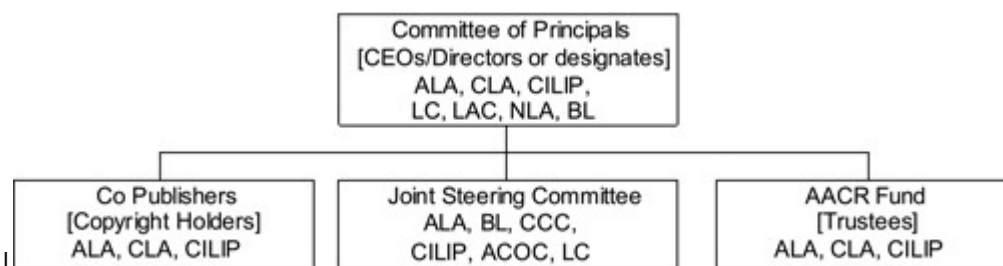 Committee of Principals
[CEOs/Directors or designates]
ALA, CLA, CILIP,
LC, LAC, NLA, BL
Co Publishers
[Copyright Holders]
ALA, CLA, CILIP
Joint Steering Committee
ALA, BL, CCC,
CILIP, ACOC, LC
AACR Fund
[Trustees]
ALA, CLA, CILIP